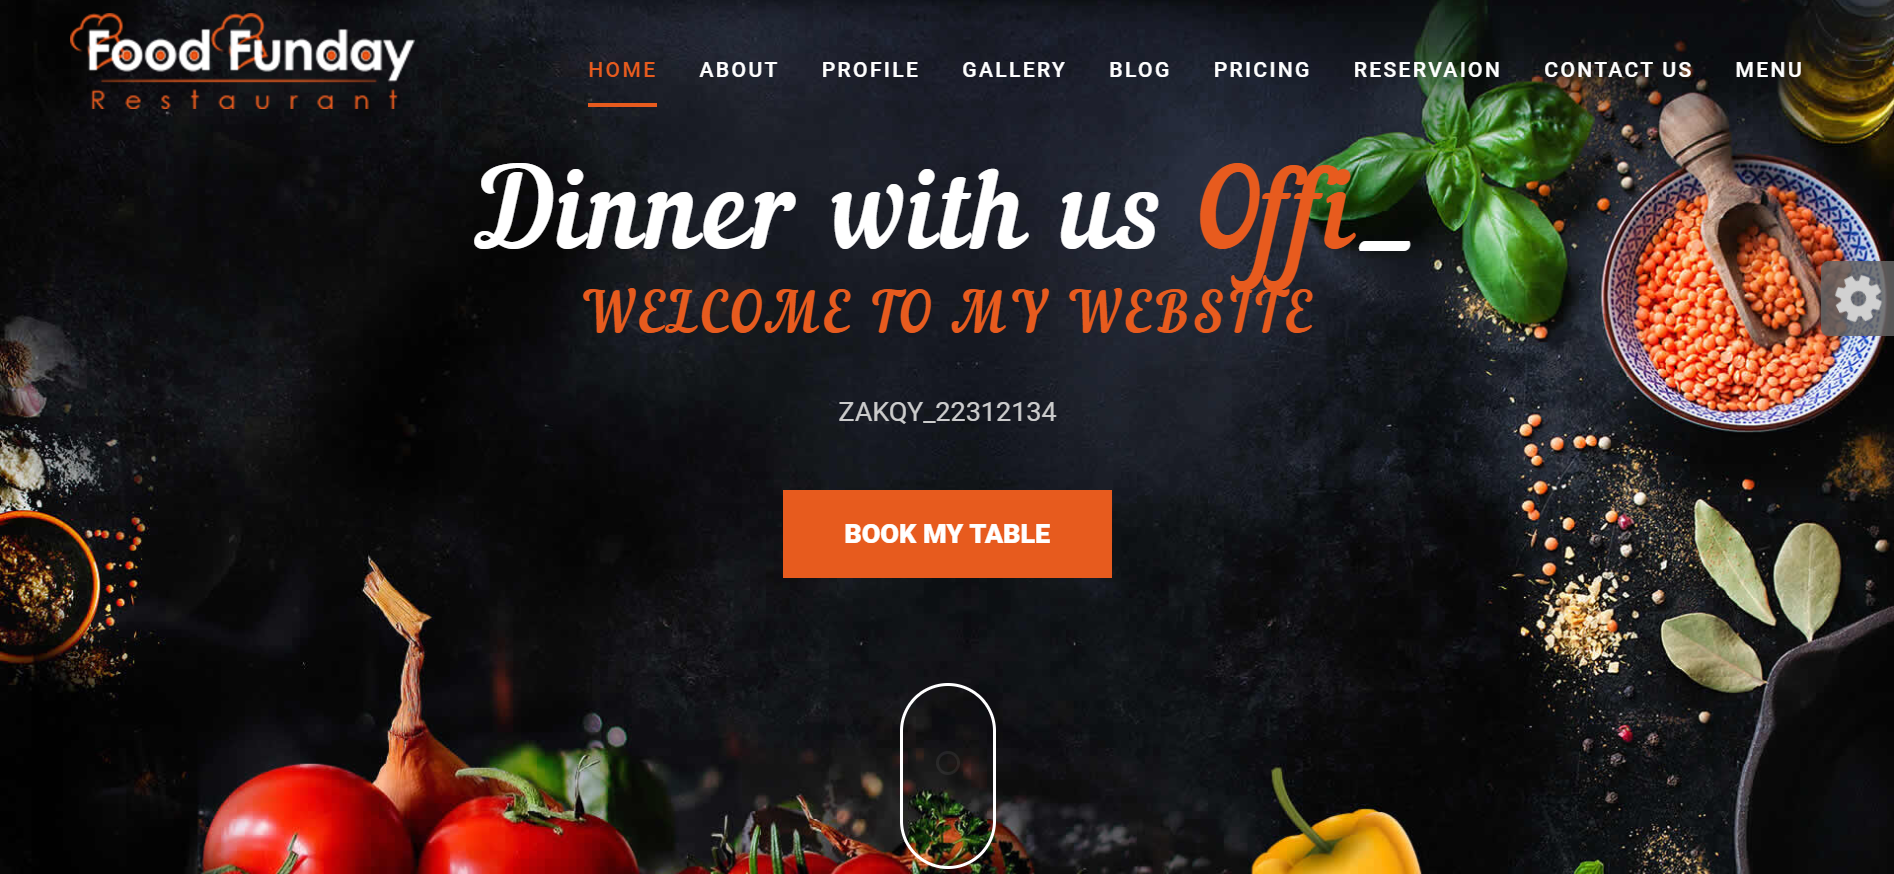 Food Funday
Restaurant
HOME ABOUT PROFILE GALLERY BLOG PRICING RESERVAION CONTACT US MENU
Dinner with us Offi_
WELCOME TO MY WEBSITE
ZAKQY_22312134
BOOK MY TABLE